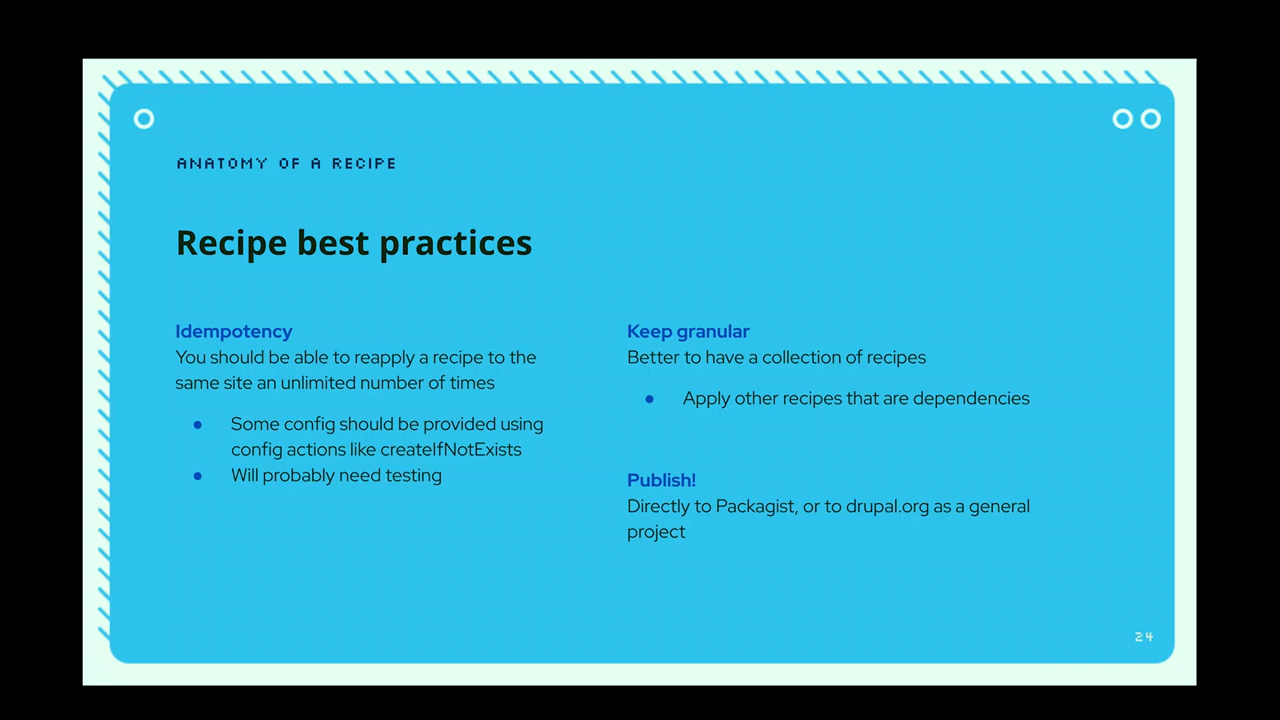 ANATOMY OF A RECIPE
Recipe best practices
Idempotency
You should be able to reapply a recipe to the
same site an unlimited number of times
● Some config should be provided using
config actions like createIfNotExists
● Will probably need testing
Keep granular
Better to have a collection of recipes
● Apply other recipes that are dependencies
Publish!
Directly to Packagist, or to drupal.org as a general
project
24